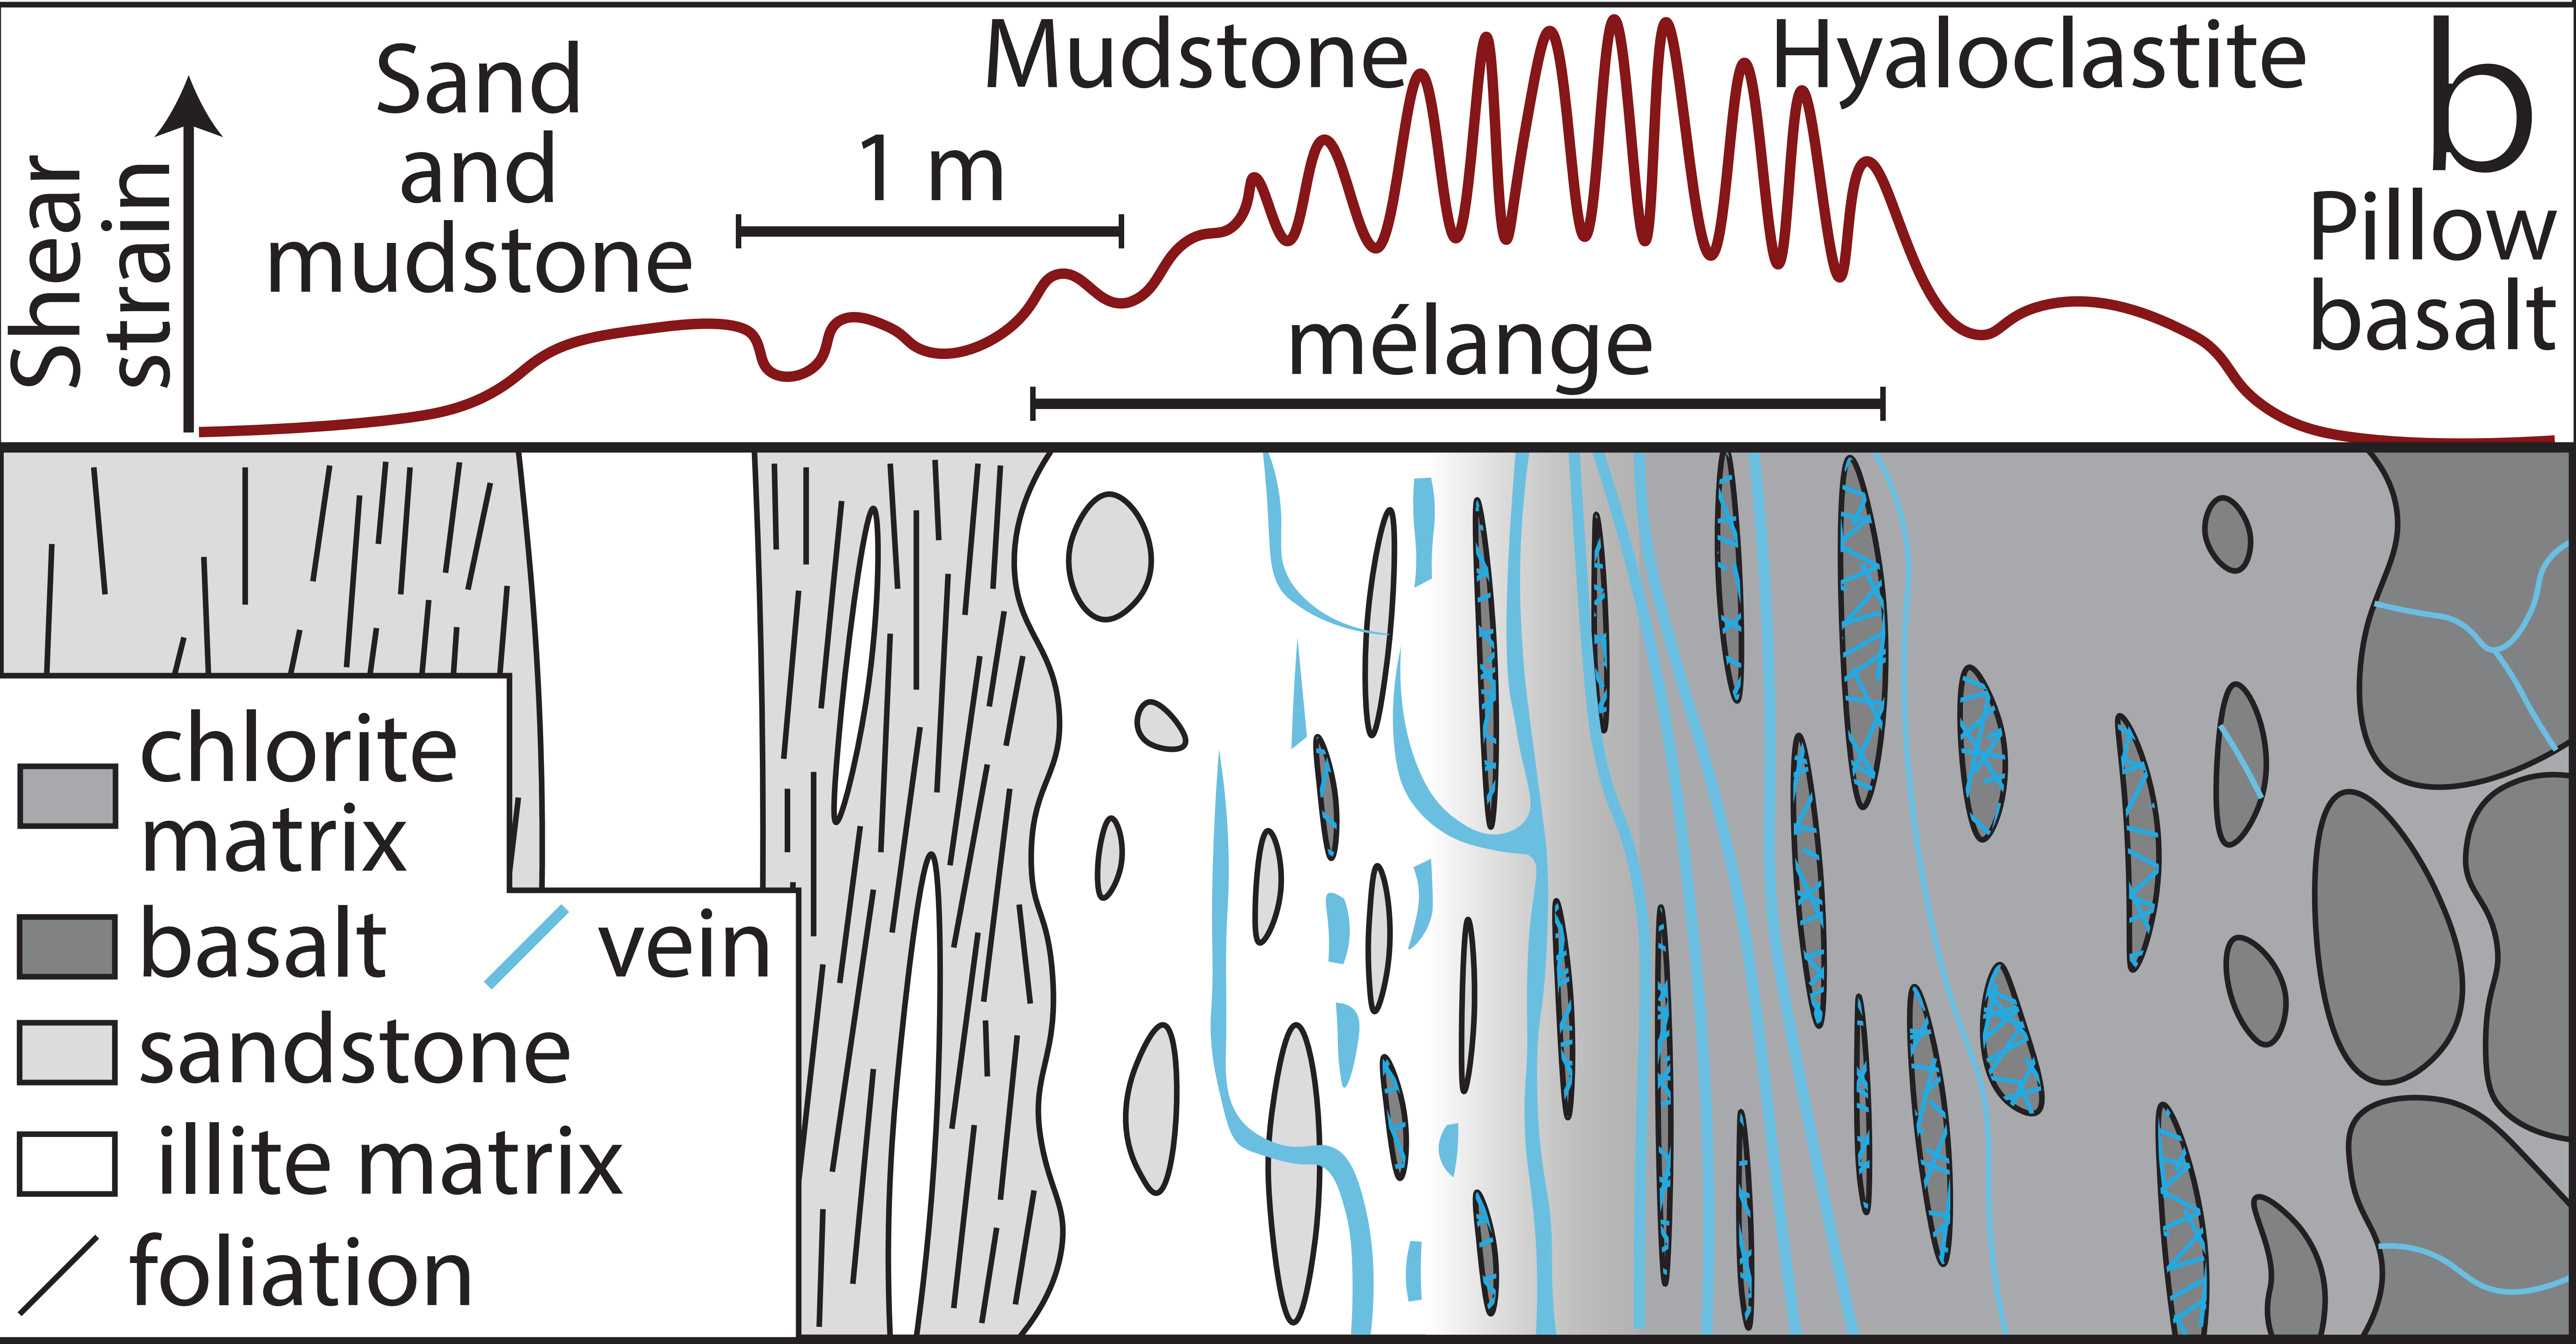 Shear
strain
Sand
and
mudstone
1 m
Mudstone
Hyaloclastite
b
Pillow
basalt
mélange
chlorite
matrix
basalt
vein
sandstone
illite matrix
foliation